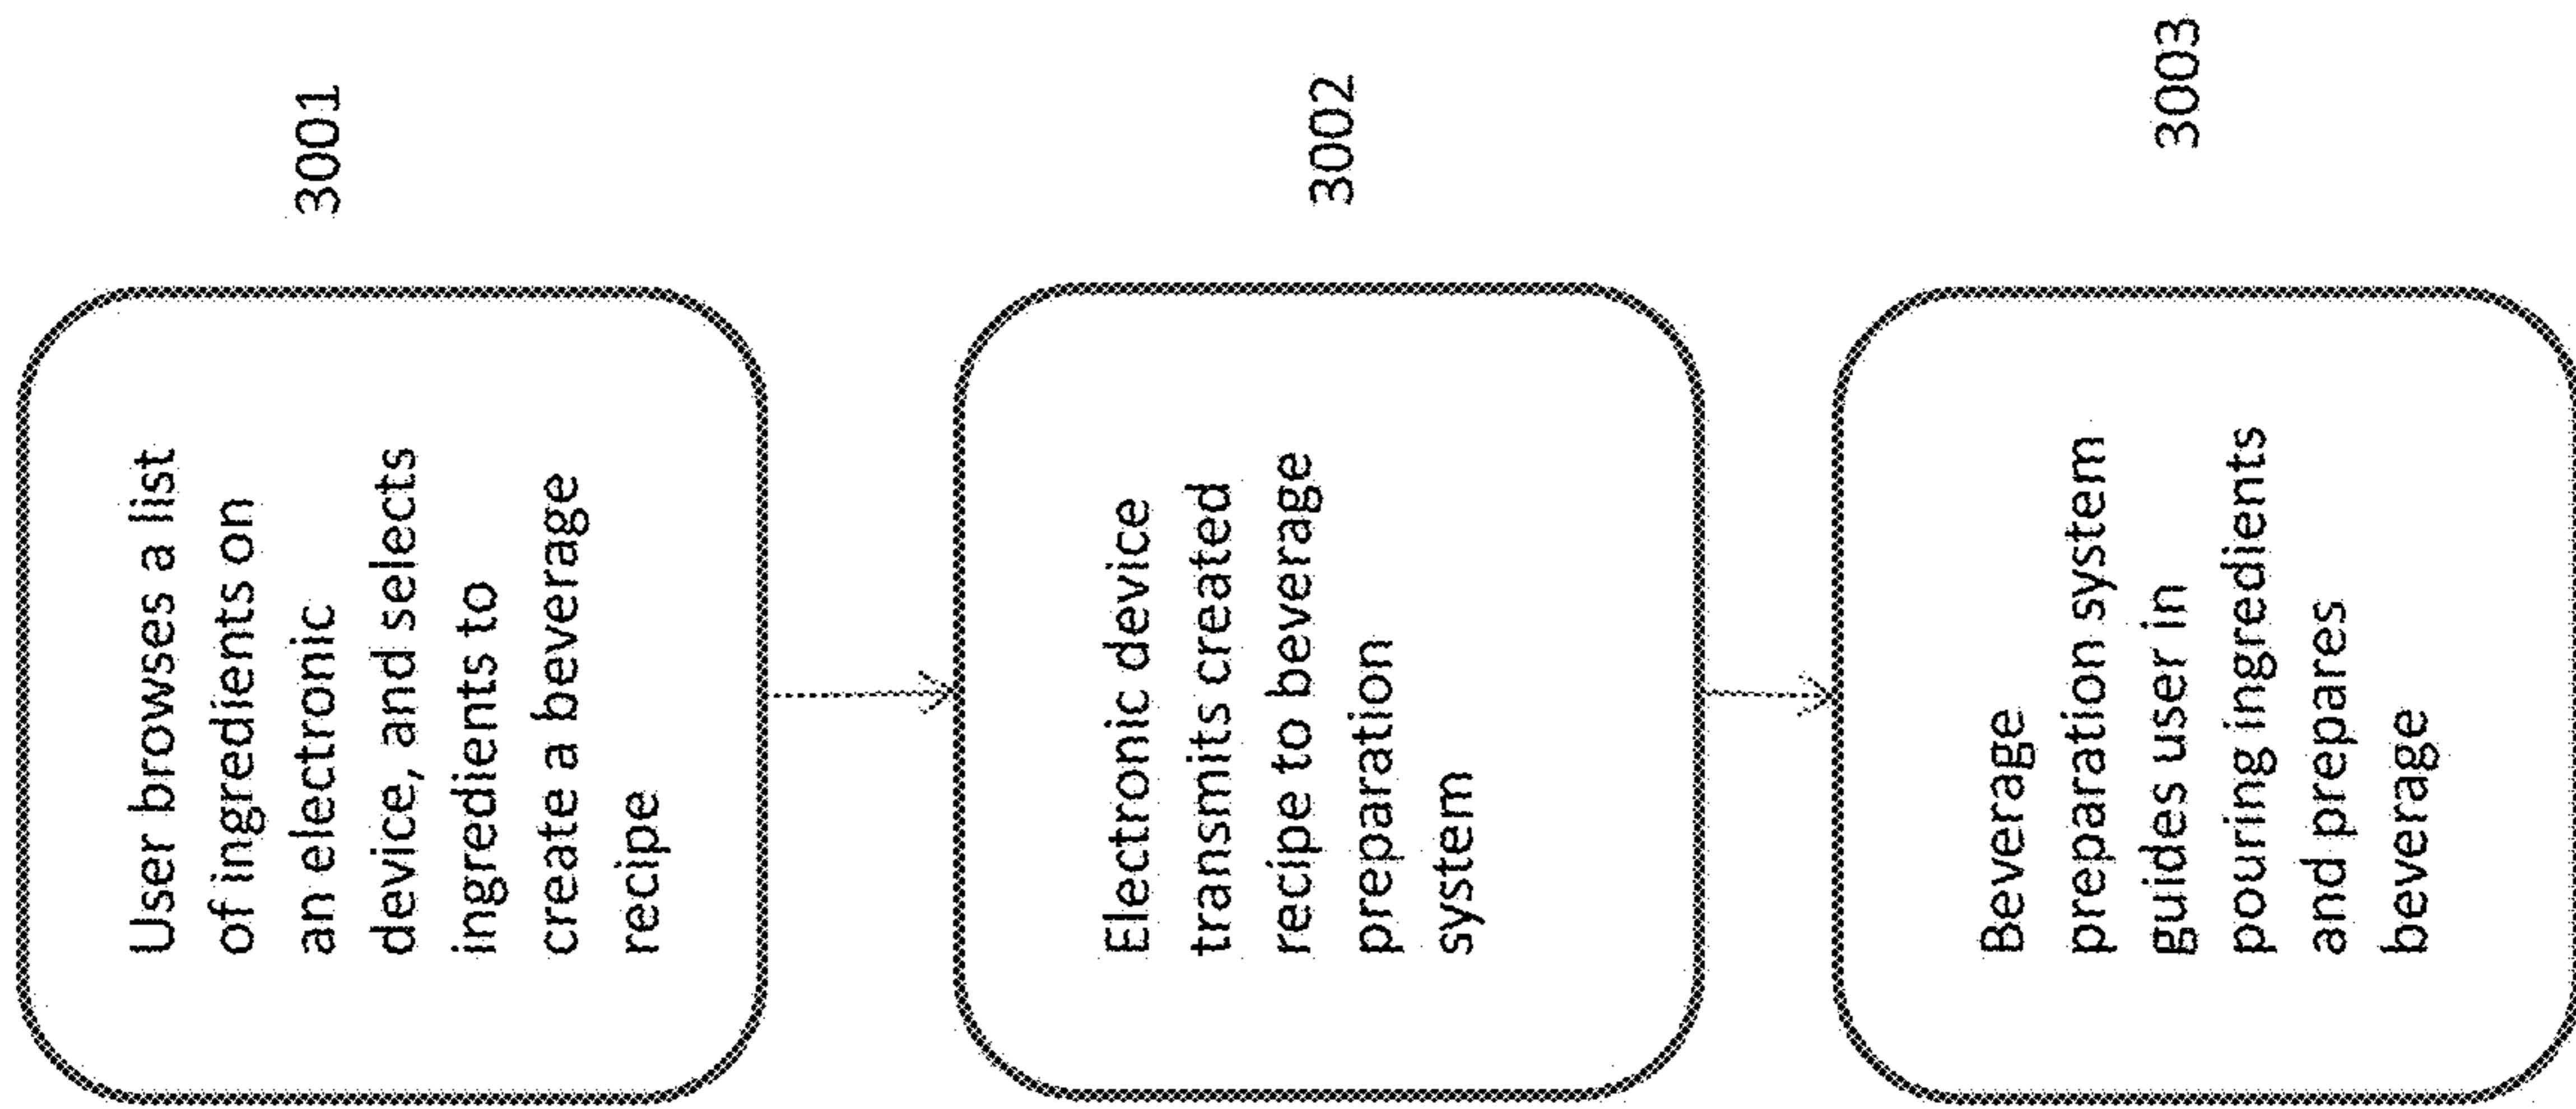 User browses a list
of ingredients on
an electronic
device, and selects
ingredients to
create a beverage
recipe
3001
Electronic device
transmits created
recipe to beverage
preparation
system
3002
Beverage
preparation system
guides user in
pouring ingredients
and prepares
beverage
3003